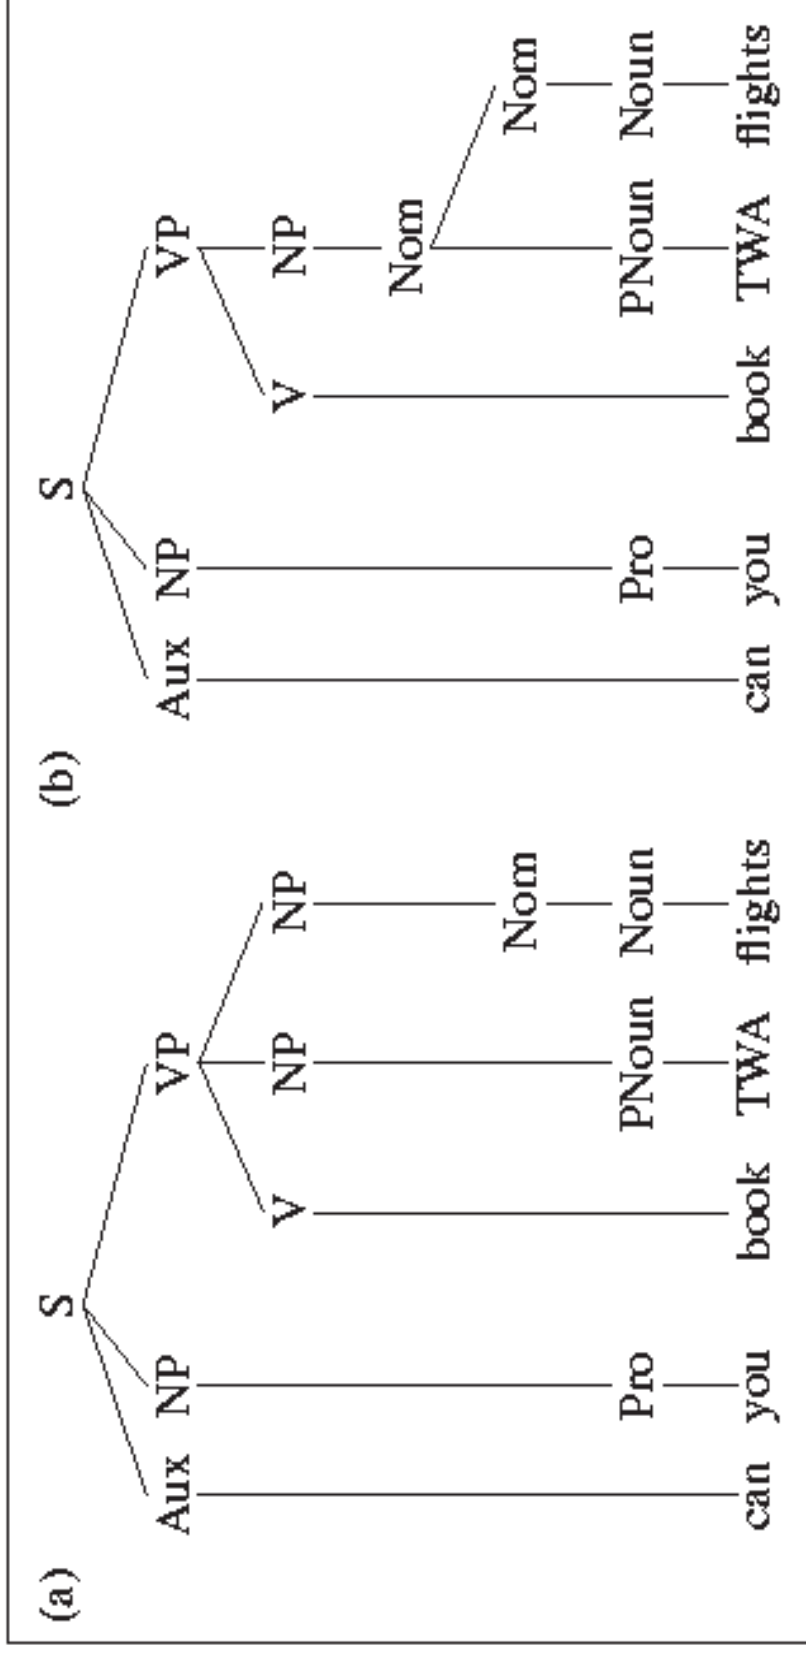 (a) S (b) S
Aux NP VP Aux NP VP
V NP NP V NP
Nom
Nom Nom
Pro PNoun Noun Pro PNoun Noun
can you book TWA flights can you book TWA flights